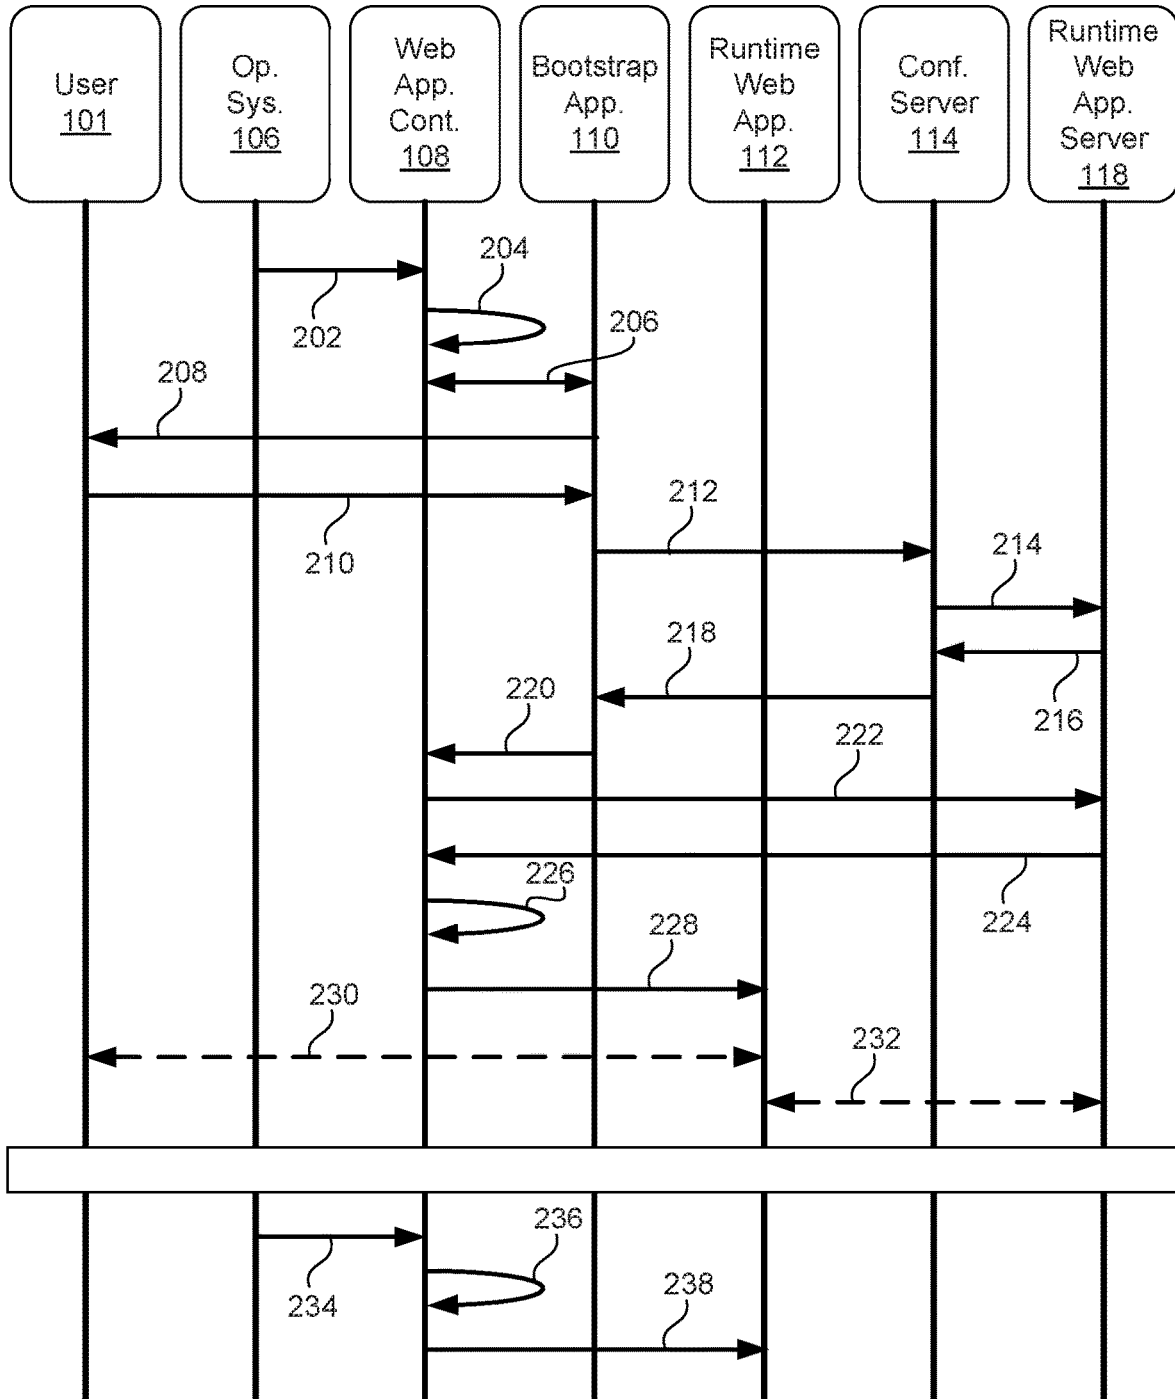 User
101
Op.
Sys.
106
Web
App.
Cont.
108
Bootstrap
App.
110
Runtime
Web
App.
112
Conf.
Server
114
Runtime
Web
App.
Server
118
204
202
206
208
212
210
214
218
216
220
222
226
224
228
230
232
236
234
238